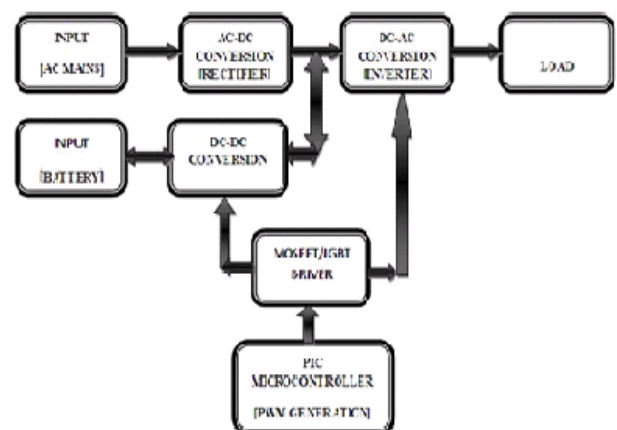 INPUT
[AC MAINS]
AC-DC
CONVERSION
[RECTIFIER]
DC-AC
CONVERSION
[INVERTER]
LOAD
INPUT
[BATTERY]
DC-DC
CONVERSION
MOSFET/IGBT
DRIVER
PIC
MICROCONTROLLER
[PWM GENERATION]